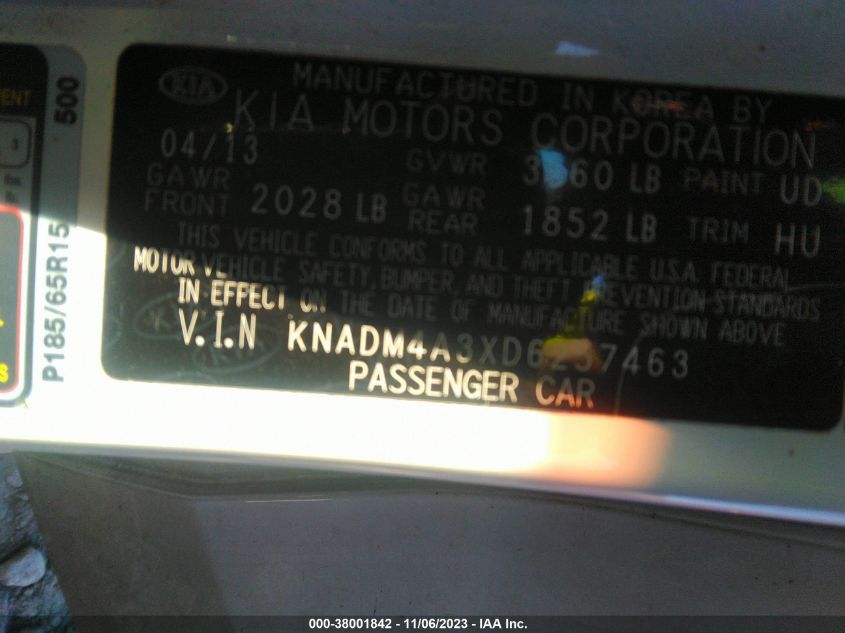 KIA
MANUFACTURED IN KOREA BY
KIA MOTORS CORPORATION
04/13
GVWR LB PAINT UD
GAWR
FRONT 2028 LB
GAWR
REAR 1852 LB TRIM HU
THIS VEHICLE CONFORMS TO ALL APPLICABLE U.S.A. FEDERAL
MOTOR VEHICLE SAFETY, BUMPER, AND THEFT PREVENTION STANDARDS
IN EFFECT ON THE DATE OF MANUFACTURE SHOWN ABOVE
V.I.N
PASSENGER CAR
P185/65R15
500
3
000-38001842 - 11/06/2023 - IAA Inc.